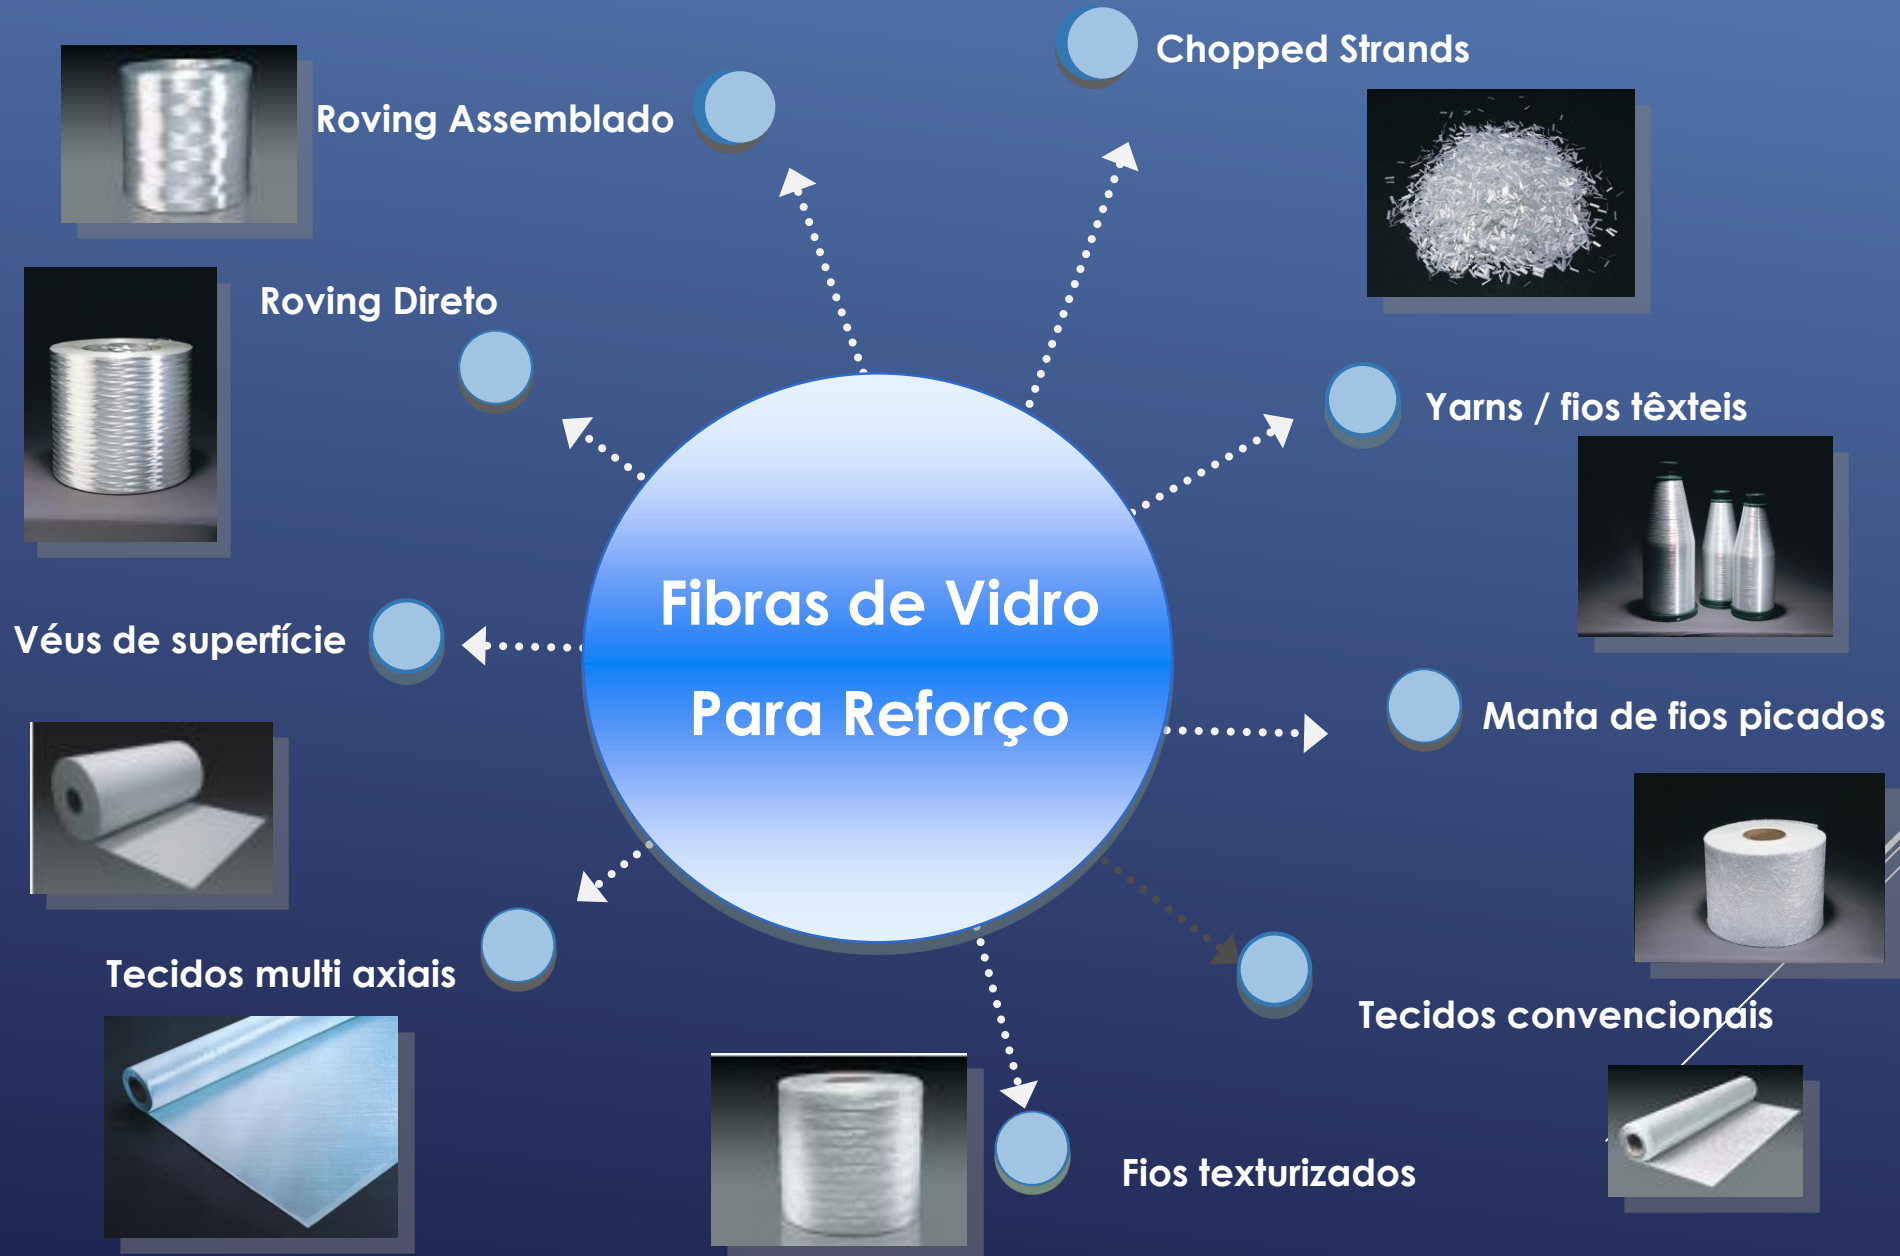 Chopped Strands
Roving Assemblado
Roving Direto
Yarns / fios têxteis
Fibras de Vidro
Para Reforço
Véus de superfície
Manta de fios picados
Tecidos multi axiais
Tecidos convencionais
Fios texturizados